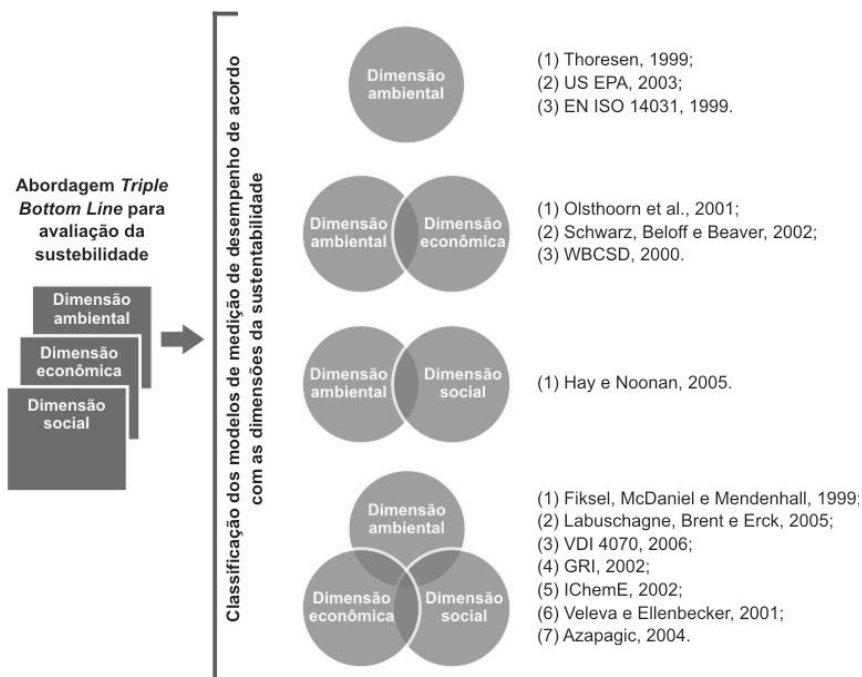 Abordagem Triple
Bottom Line para
avaliação da
sustebilidade
Dimensão
ambiental
Dimensão
econômica
Dimensão
social
Classificação dos modelos de medição de desempenho de acordo
com as dimensões da sustentabilidade
Dimensão
ambiental
(1) Thoresen, 1999;
(2) US EPA, 2003;
(3) EN ISO 14031, 1999.
Dimensão
ambiental
Dimensão
econômica
(1) Olsthoorn et al., 2001;
(2) Schwarz, Beloff e Beaver, 2002;
(3) WBCSD, 2000.
Dimensão
ambiental
Dimensão
social
(1) Hay e Noonan, 2005.
Dimensão
ambiental
Dimensão
econômica
Dimensão
social
(1) Fiksel, McDaniel e Mendenhall, 1999;
(2) Labuschagne, Brent e Erck, 2005;
(3) VDI 4070, 2006;
(4) GRI, 2002;
(5) IChemE, 2002;
(6) Veleva e Ellenbecker, 2001;
(7) Azapagic, 2004.